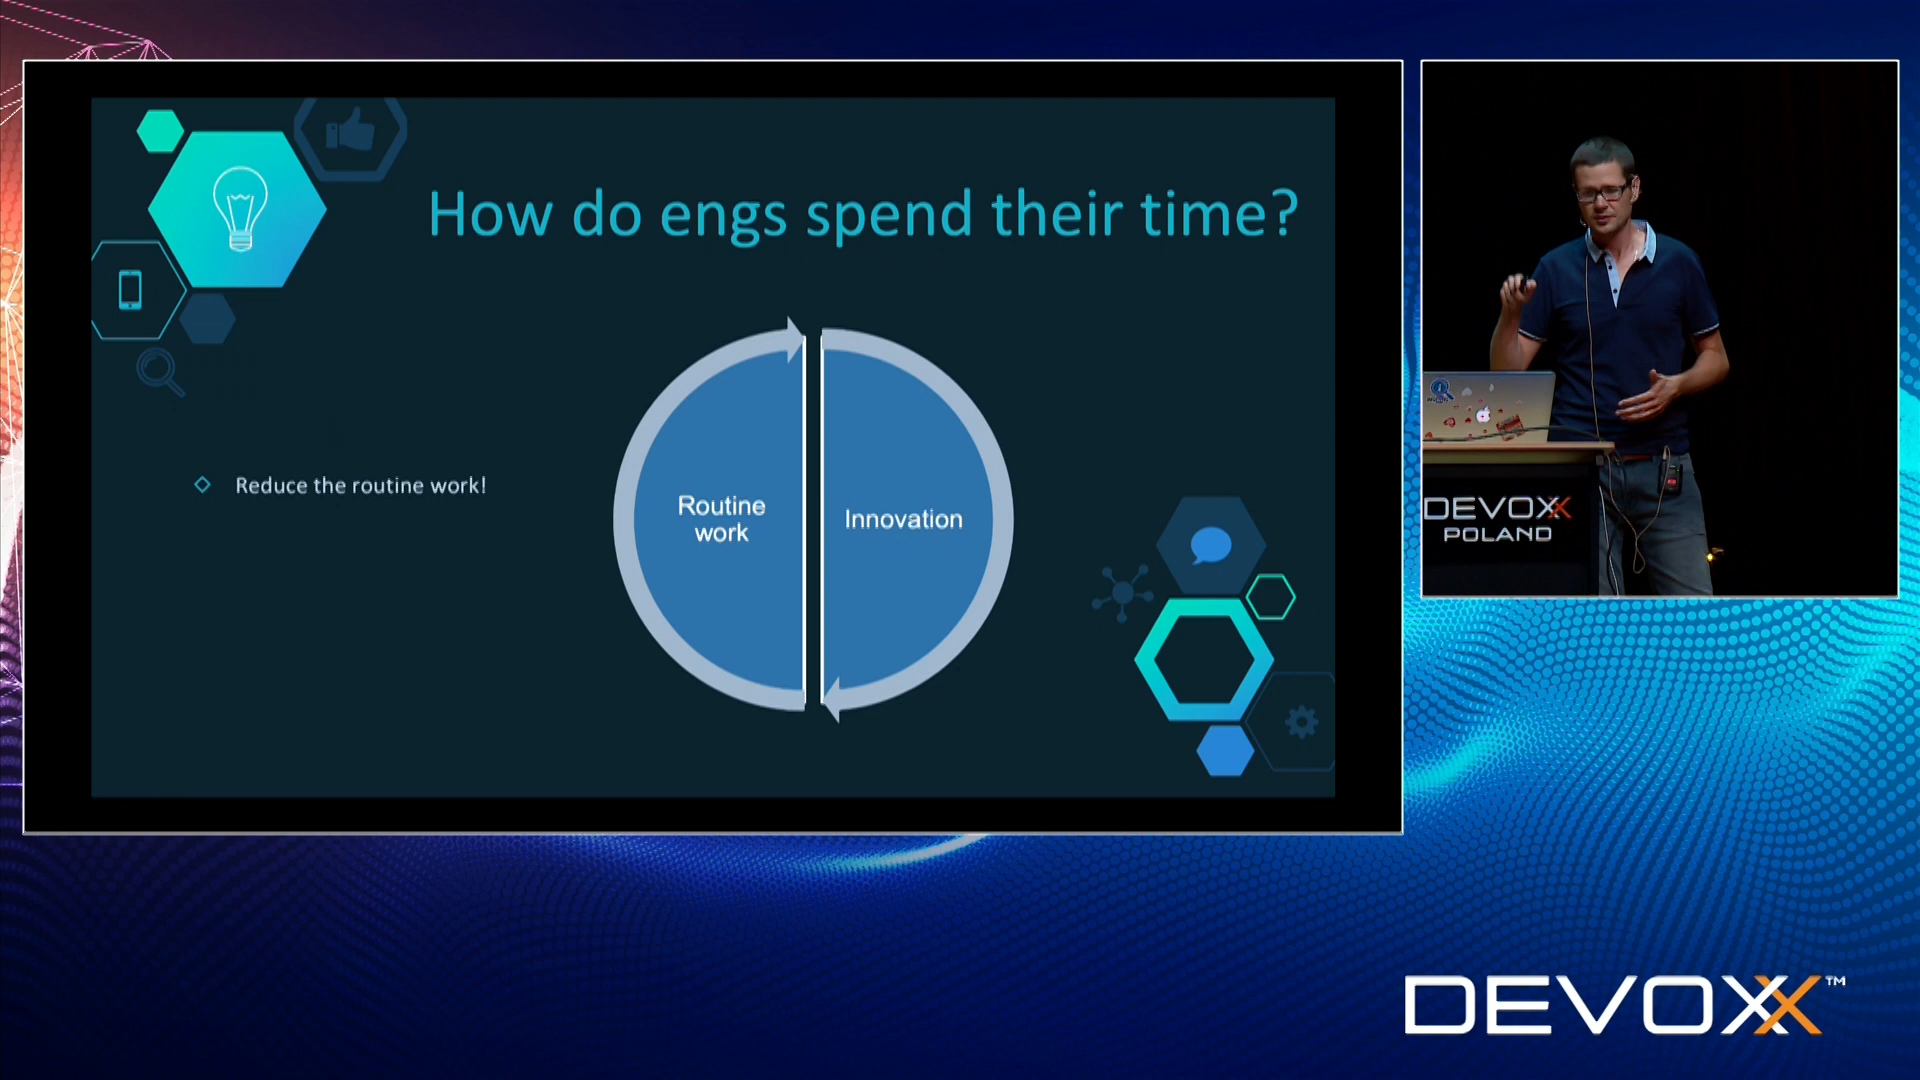 How do engs spend their time?
Reduce the routine work!
Routine
work
Innovation
DEVOXX
POLAND
DEVOXX™